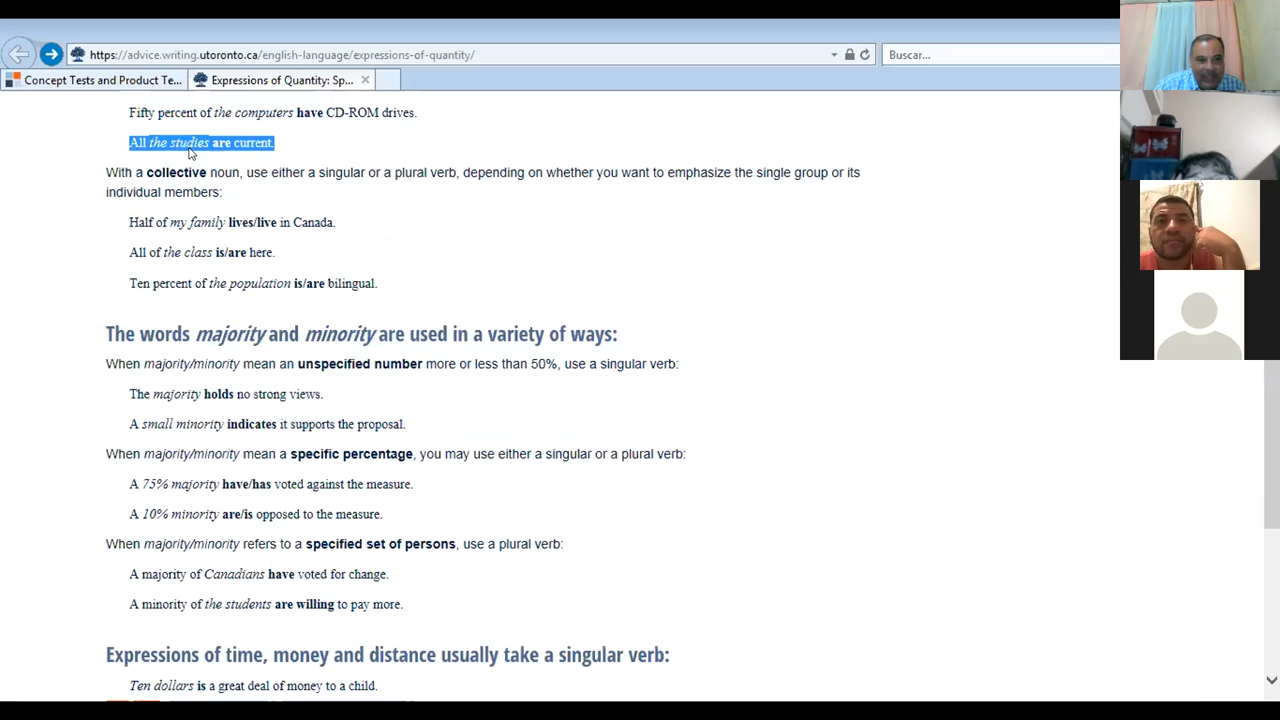 https://advice.writing.utoronto.ca/english-language/expressions-of-quantity/
Buscar...
Concept Tests and Product Te...
Expressions of Quantity: Sp...
Fifty percent of the computers have CD-ROM drives.
All the studies are current.
With a collective noun, use either a singular or a plural verb, depending on whether you want to emphasize the single group or its
individual members:
Half of my family lives/live in Canada.
All of the class is/are here.
Ten percent of the population is/are bilingual.
The words majority and minority are used in a variety of ways:
When majority/minority mean an unspecified number more or less than 50%, use a singular verb:
The majority holds no strong views.
A small minority indicates it supports the proposal.
When majority/minority mean a specific percentage, you may use either a singular or a plural verb:
A 75% majority have/has voted against the measure.
A 10% minority are/is opposed to the measure.
When majority/minority refers to a specified set of persons, use a plural verb:
A majority of Canadians have voted for change.
A minority of the students are willing to pay more.
Expressions of time, money and distance usually take a singular verb:
Ten dollars is a great deal of money to a child.